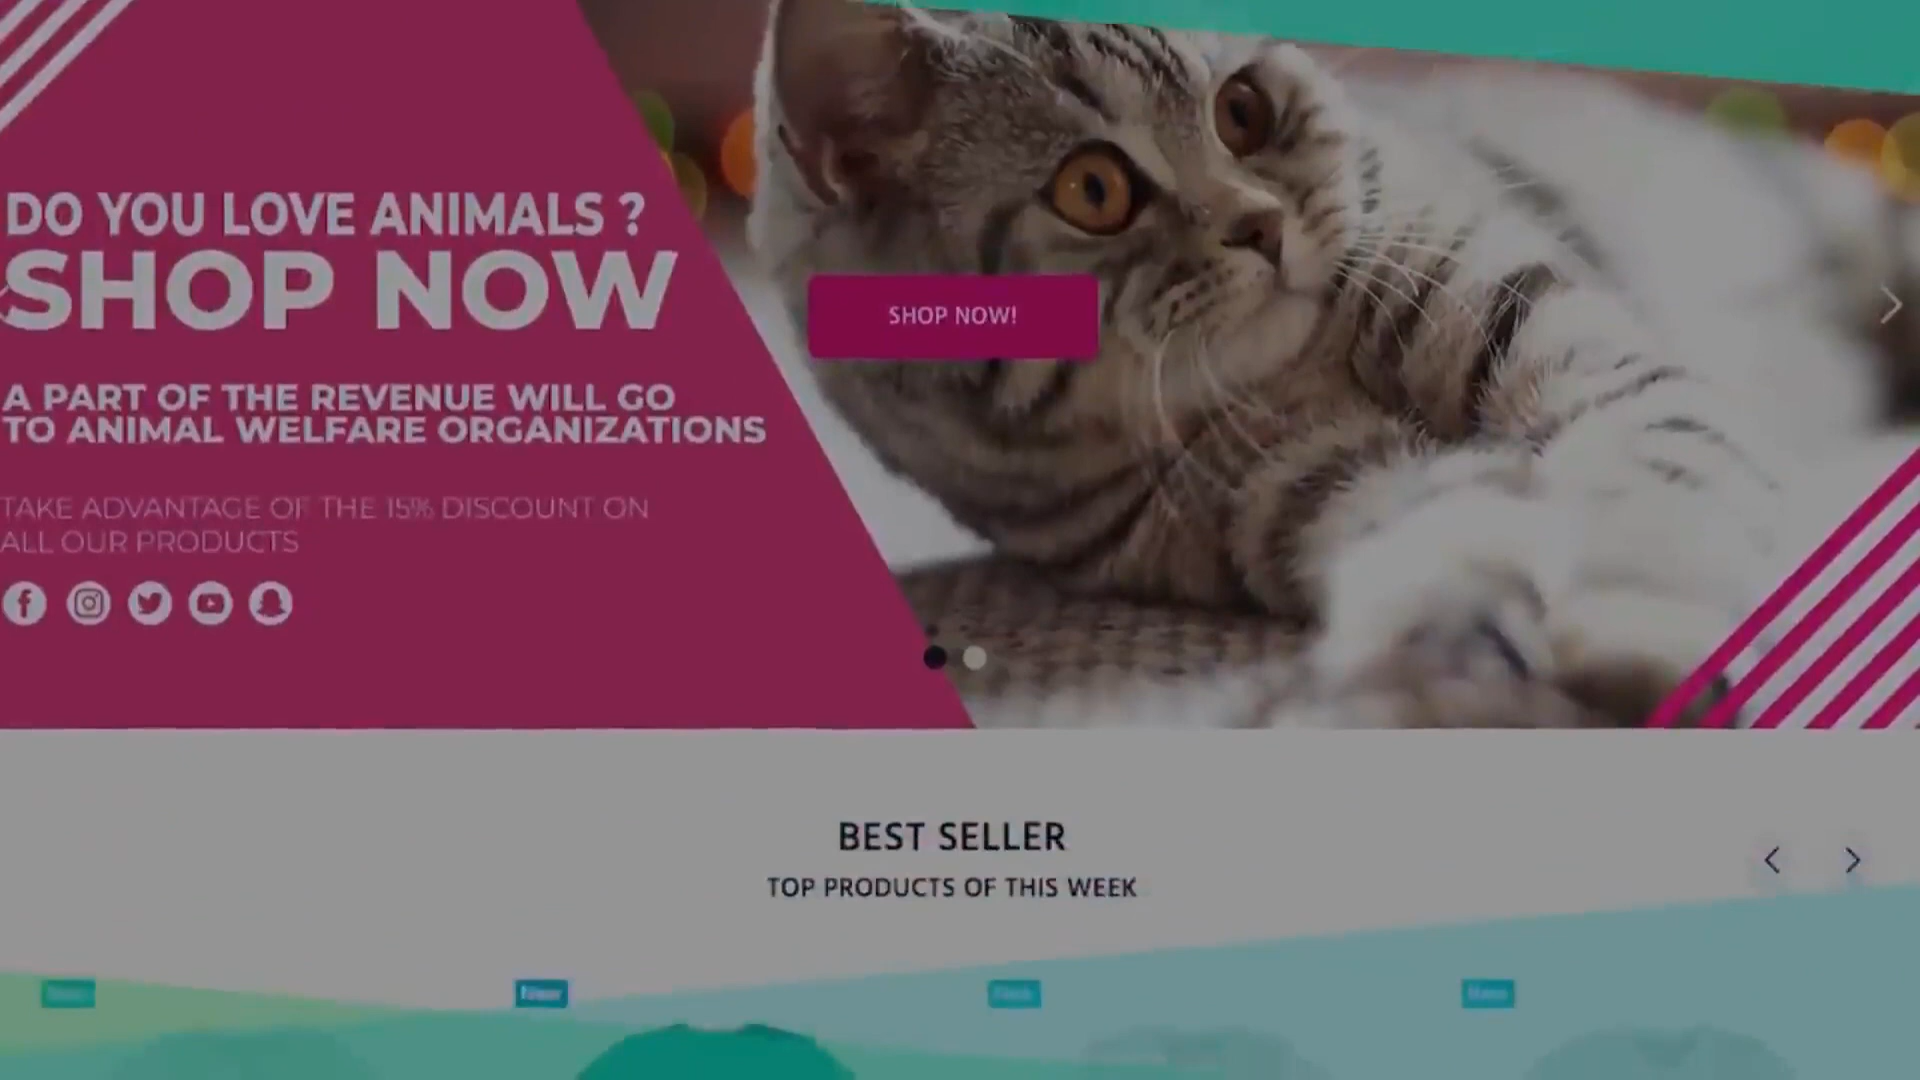 DO YOU LOVE ANIMALS ?
SHOP NOW
SHOP NOW!
A PART OF THE REVENUE WILL GO
TO ANIMAL WELFARE ORGANIZATIONS
TAKE ADVANTAGE OF THE 15% DISCOUNT ON
ALL OUR PRODUCTS
BEST SELLER
TOP PRODUCTS OF THIS WEEK